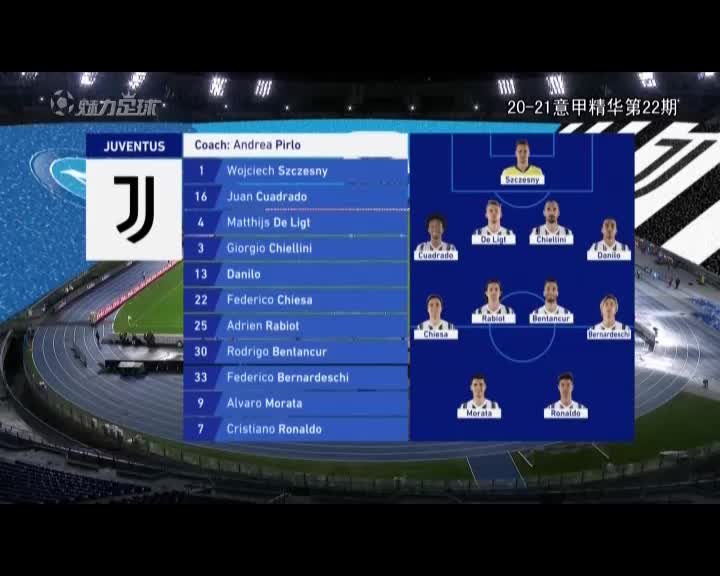 魅力足球
20-21意甲精华第22期
JUVENTUS
Coach: Andrea Pirlo
1 Wojciech Szczesny
16 Juan Cuadrado
4 Matthijs De Ligt
3 Giorgio Chiellini
13 Danilo
22 Federico Chiesa
25 Adrien Rabiot
30 Rodrigo Bentancur
33 Federico Bernardeschi
9 Alvaro Morata
7 Cristiano Ronaldo
Szczesny
De Ligt Chiellini
Cuadrado Danilo
Rabiot Bentancur
Chiesa Bernardeschi
Morata Ronaldo